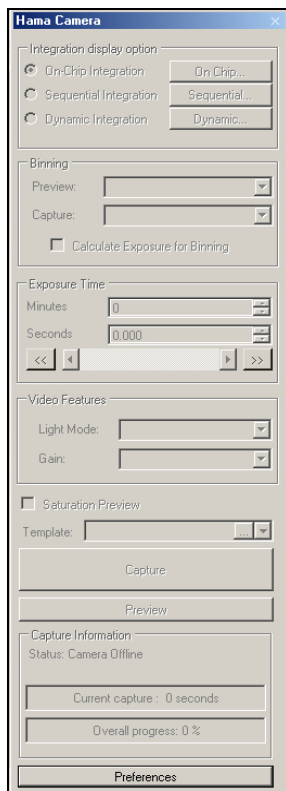 Hama Camera
Integration display option
On-Chip Integration On Chip...
Sequential Integration Sequential...
Dynamic Integration Dynamic...
Binning
Preview:
Capture:
Calculate Exposure for Binning
Exposure Time
Minutes 0
Seconds 0.000
<< >>
Video Features
Light Mode:
Gain:
Saturation Preview
Template: ...
Capture
Preview
Capture Information
Status: Camera Offline
Current capture : 0 seconds
Overall progress: 0 %
Preferences